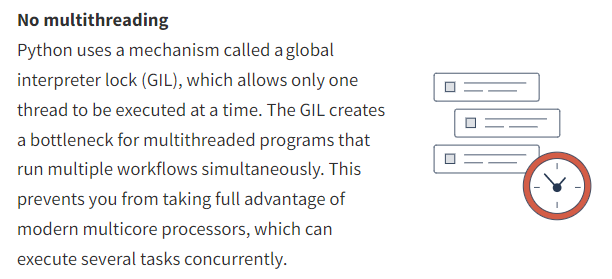 No multithreading
Python uses a mechanism called a global
interpreter lock (GIL), which allows only one
thread to be executed at a time. The GIL creates
a bottleneck for multithreaded programs that
run multiple workflows simultaneously. This
prevents you from taking full advantage of
modern multicore processors, which can
execute several tasks concurrently.